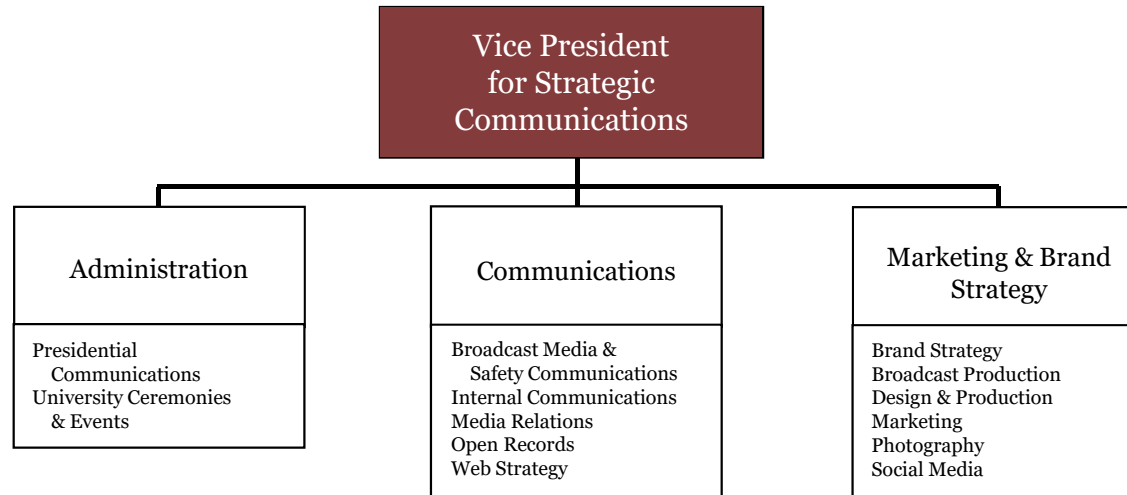 Vice President
for Strategic
Communications
Administration
Presidential
Communications
University Ceremonies
& Events
Communications
Broadcast Media &
Safety Communications
Internal Communications
Media Relations
Open Records
Web Strategy
Marketing & Brand
Strategy
Brand Strategy
Broadcast Production
Design & Production
Marketing
Photography
Social Media